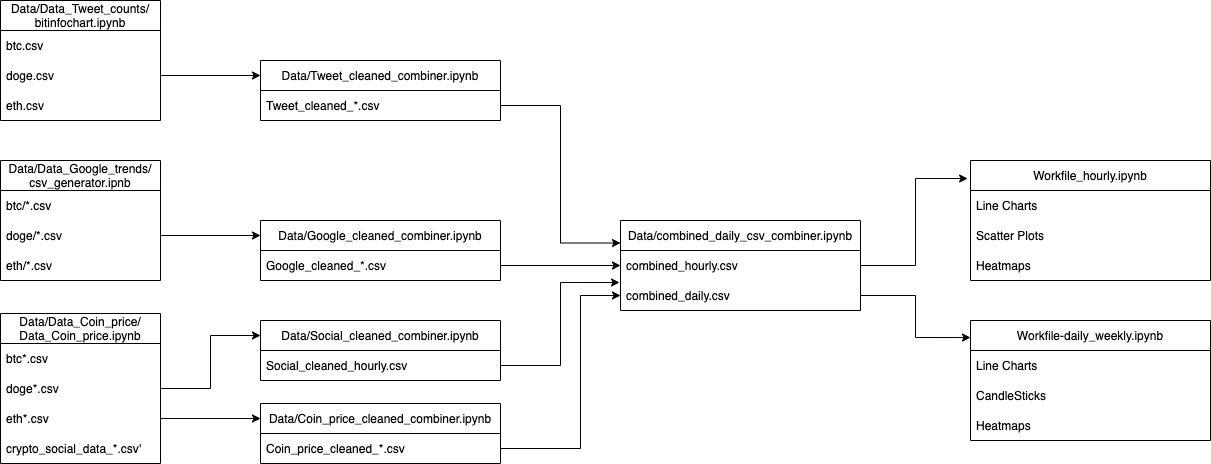 Data/Data_Tweet_counts/
bitinfochart.ipynb
btc.csv
doge.csv
eth.csv
Data/Tweet_cleaned_combiner.ipynb
Tweet_cleaned_*.csv
Data/Data_Google_trends/
csv_generator.ipnb
btc/*.csv
doge/*.csv
eth/*.csv
Data/Google_cleaned_combiner.ipynb
Google_cleaned_*.csv
Data/Data_Coin_price/
Data_Coin_price.ipynb
btc*.csv
doge*.csv
eth*.csv
crypto_social_data_*.csv'
Data/Social_cleaned_combiner.ipynb
Social_cleaned_hourly.csv
Data/Coin_price_cleaned_combiner.ipynb
Coin_price_cleaned_*.csv
Data/combined_daily_csv_combiner.ipynb
combined_hourly.csv
combined_daily.csv
Workfile_hourly.ipynb
Line Charts
Scatter Plots
Heatmaps
Workfile-daily_weekly.ipynb
Line Charts
CandleSticks
Heatmaps